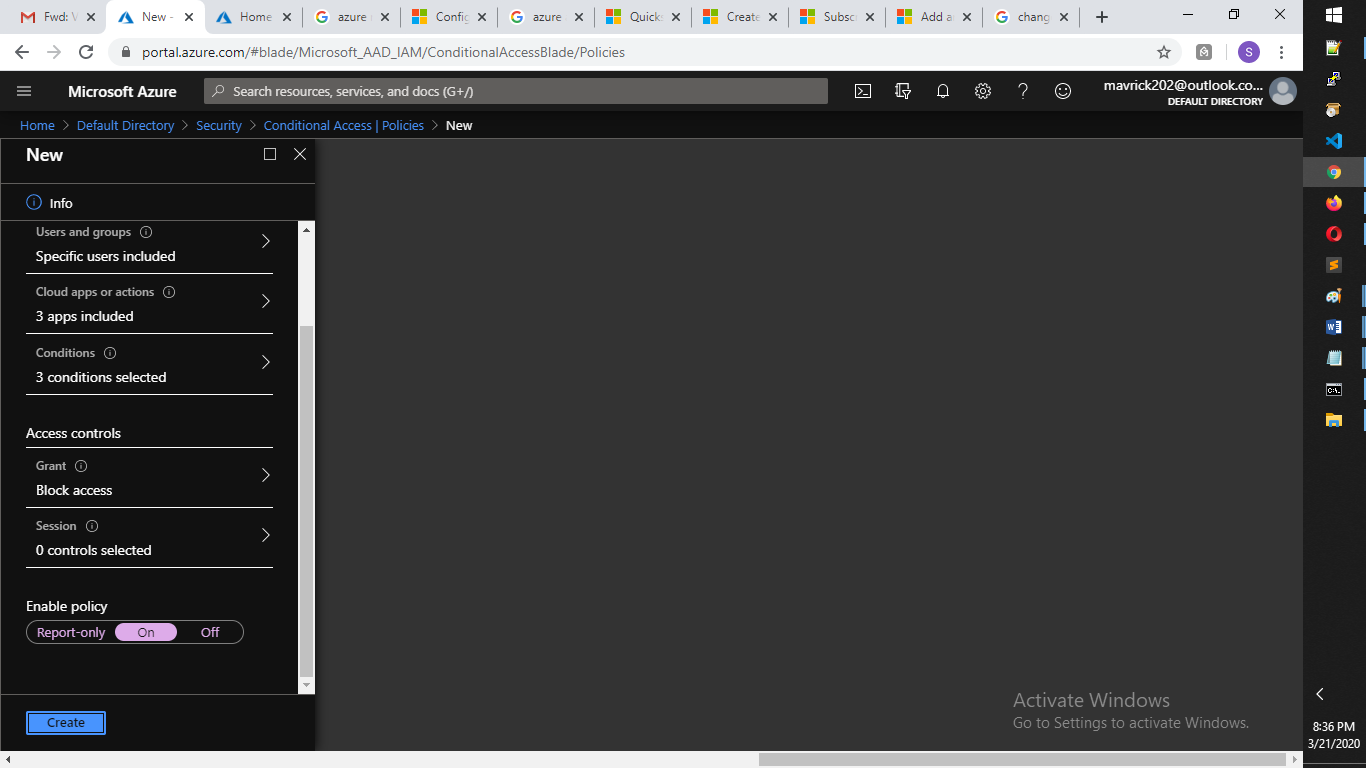 Fwd: V
New -
Home
azure
Config
azure
Quicks
Create
Subscr
Add a
chang
portal.azure.com/#blade/Microsoft_AAD_IAM/ConditionalAccessBlade/Policies
S
Microsoft Azure
Search resources, services, and docs (G+/)
mavrick202@outlook.co...
DEFAULT DIRECTORY
Home > Default Directory > Security > Conditional Access | Policies > New
New
Info
Users and groups
Specific users included
Cloud apps or actions
3 apps included
Conditions
3 conditions selected
Access controls
Grant
Block access
Session
0 controls selected
Enable policy
Report-only On Off
Create
Activate Windows
Go to Settings to activate Windows.
8:36 PM
3/21/2020